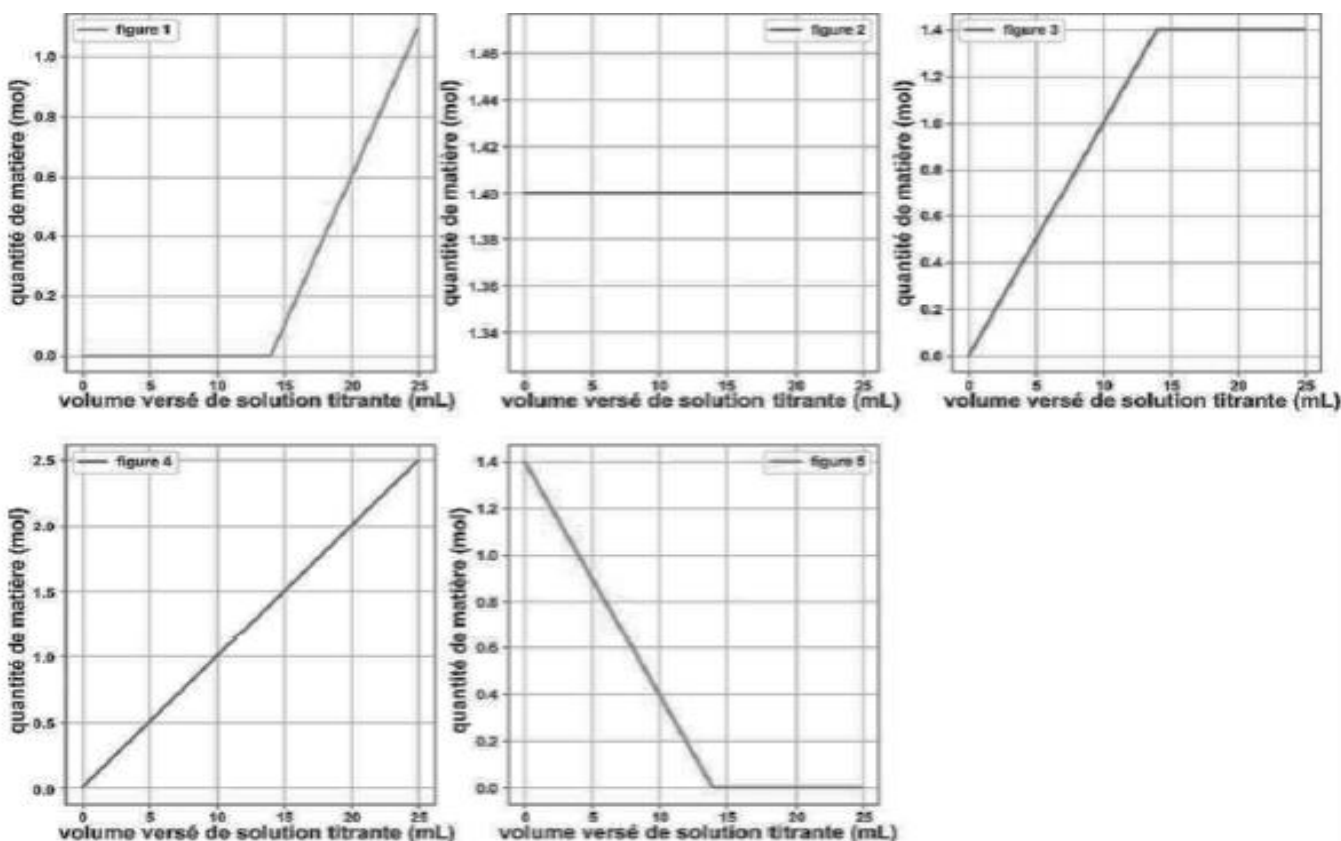 figure 1
quantité de matière (mol)
1.0
0.8
0.6
0.4
0.2
0.0
0 5 10 15 20 25
volume versé de solution titrante (mL)
figure 2
quantité de matière (mol)
1.46
1.44
1.42
1.40
1.38
1.36
1.34
0 5 10 15 20 25
volume versé de solution titrante (mL)
figure 3
quantité de matière (mol)
1.4
1.2
1.0
0.8
0.6
0.4
0.2
0.0
0 5 10 15 20 25
volume versé de solution titrante (mL)
figure 4
quantité de matière (mol)
2.5
2.0
1.5
1.0
0.5
0.0
0 5 10 15 20 25
volume versé de solution titrante (mL)
figure 5
quantité de matière (mol)
1.4
1.2
1.0
0.8
0.6
0.4
0.2
0.0
0 5 10 15 20 25
volume versé de solution titrante (mL)